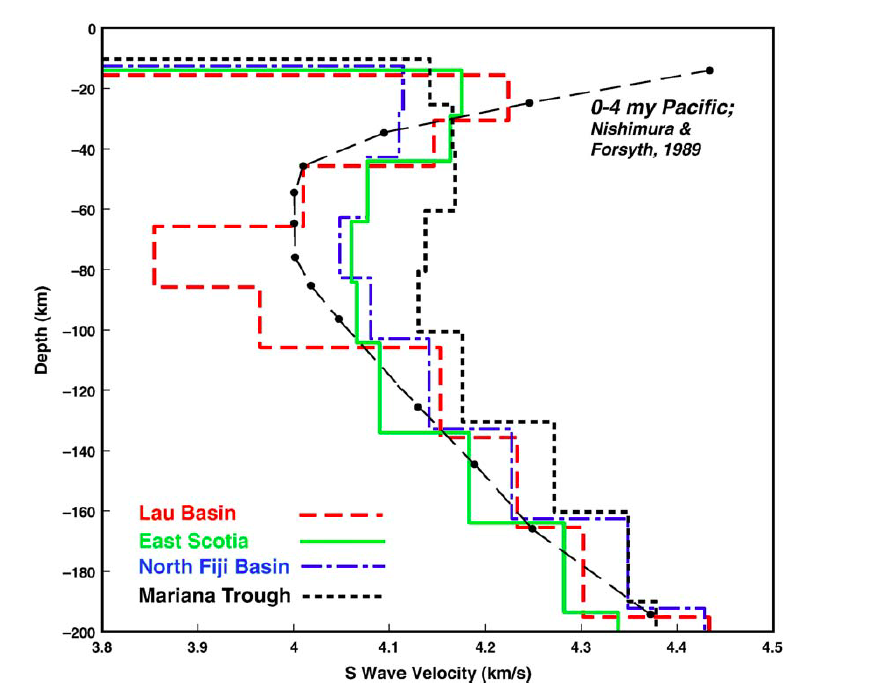 0
−20
−40
−60
−80
−100
−120
−140
−160
−180
−200
Depth (km)
0-4 my Pacific;
Nishimura &
Forsyth, 1989
Lau Basin
East Scotia
North Fiji Basin
Mariana Trough
3.8 3.9 4 4.1 4.2 4.3 4.4 4.5
S Wave Velocity (km/s)